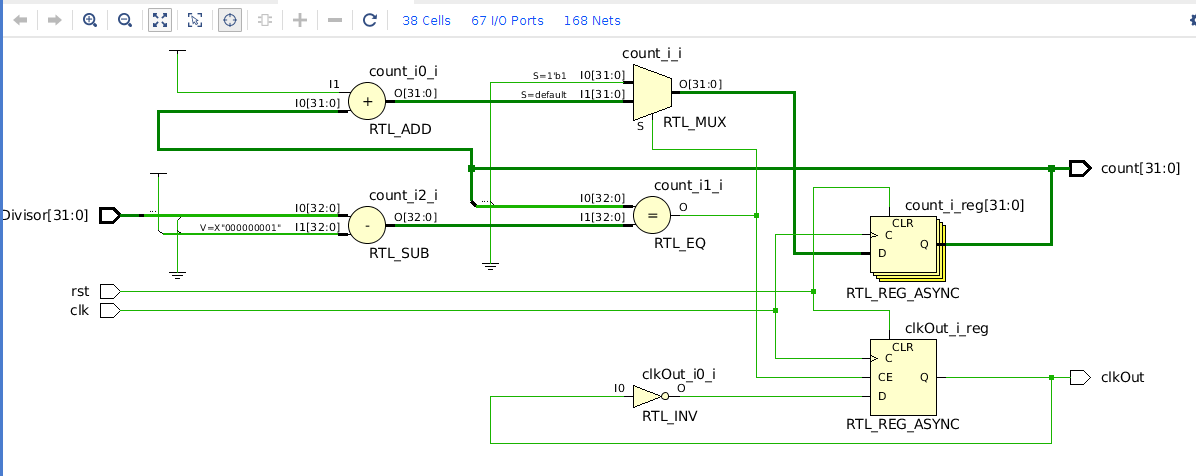 38 Cells 67 I/O Ports 168 Nets
count_i_i
count_i0_i
I1
I0[31:0]
+
O[31:0]
RTL_ADD
S=1'b1 I0[31:0]
S=default I1[31:0]
O[31:0]
S
RTL_MUX
count[31:0]
Divisor[31:0]
...
count_i2_i
I0[32:0]
V=X"000000001" I1[32:0]
-
O[32:0]
RTL_SUB
...
count_i1_i
I0[32:0]
I1[32:0]
=
O
RTL_EQ
count_i_reg[31:0]
CLR
C
D
Q
RTL_REG_ASYNC
rst
clk
clkOut_i_reg
CLR
C
CE
D
Q
RTL_REG_ASYNC
clkOut_i0_i
I0
O
RTL_INV
clkOut